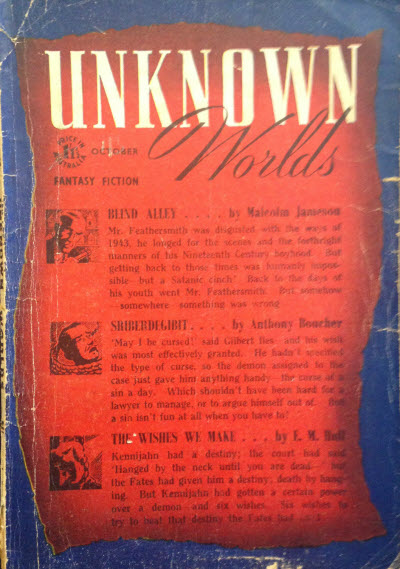 UNKNOWN
Worlds
PRICE IN
AUSTRALIA
OCTOBER
FANTASY FICTION
BLIND ALLEY . . . . . by Malcolm Jameson
Mr. Feathersmith was disgusted with the ways of
1943, he longed for the scenes and the forthright
manners of his Nineteenth Century boyhood But
getting back to those times was humanly impos-
sible but a Satanic cinch! Back to the days of
his youth went Mr. Feathersmith. But somehow
somewhere something was wrong
SRIBERDEGIBIT . . . . by Anthony Boucher
'May I be cursed!' said Gilbert Iles and his wish
was most effectively granted. He hadn't specified
the type of curse, so the demon assigned to the
case just gave him anything handy the curse of a
sin a day. Which shouldn't have been hard for a
lawyer to manage, or to argue himself out of. But
a sin isn't fun at all when you have to!
THE WISHES WE MAKE . . . by E. M. Hull
Kennijahn had a destiny; the court had said
'Hanged by the neck until you are dead but
the Fates had given him a destiny, death by hang-
ing. But Kennijahn had gotten a certain power
over a demon and six wishes. Six wishes to
try to beat that destiny the Fates had